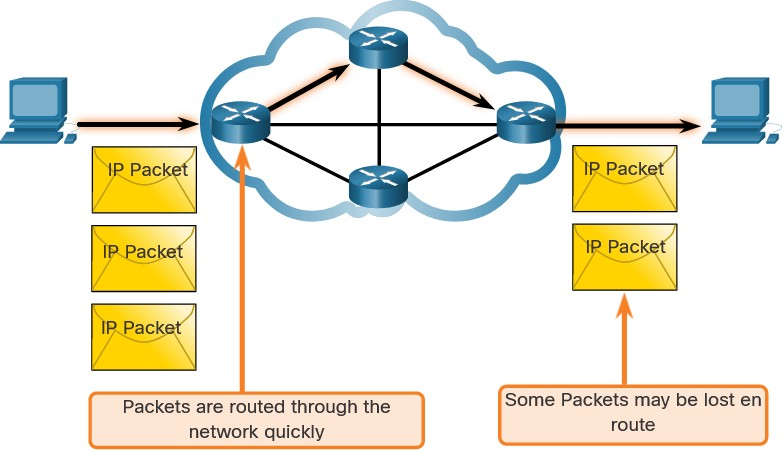 IP Packet
IP Packet
IP Packet
IP Packet
IP Packet
Packets are routed through the
network quickly
Some Packets may be lost en
route